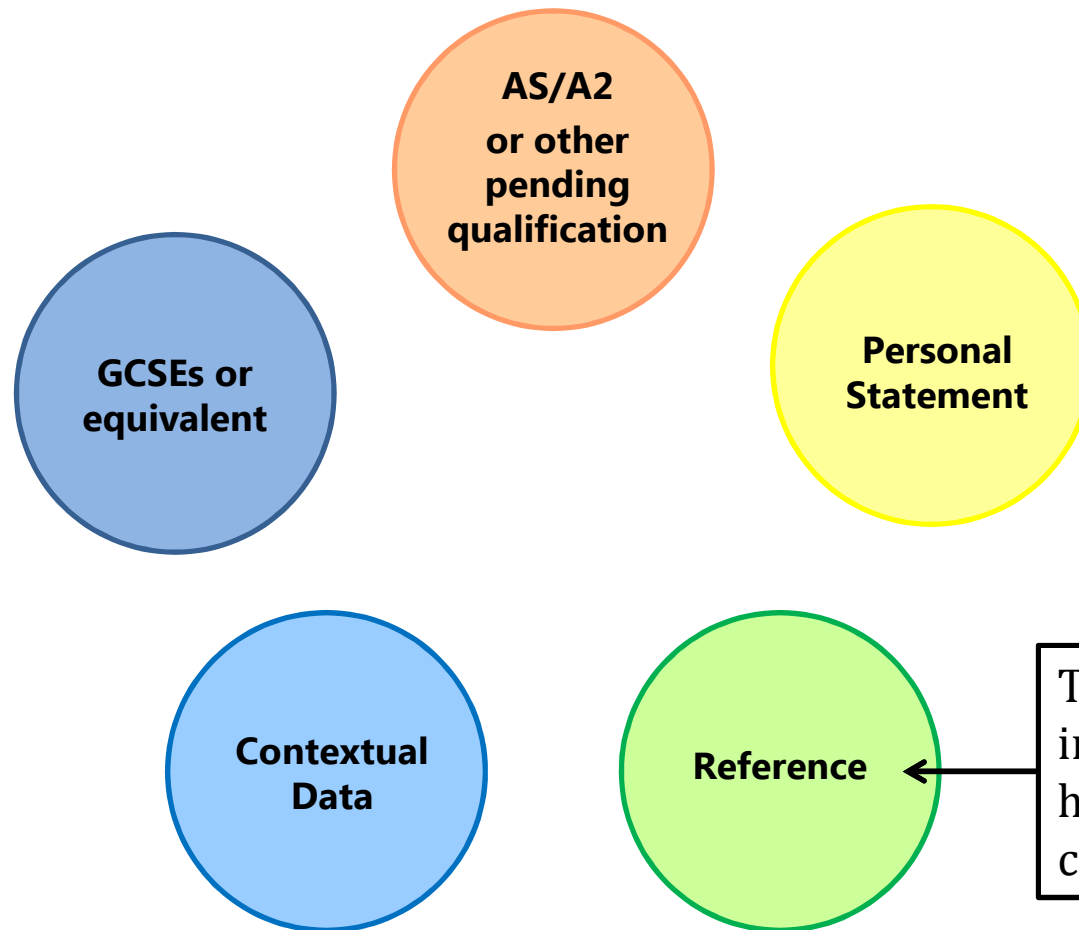 AS/A2
or other
pending
qualification
GCSEs or
equivalent
Personal
Statement
Contextual
Data
Reference